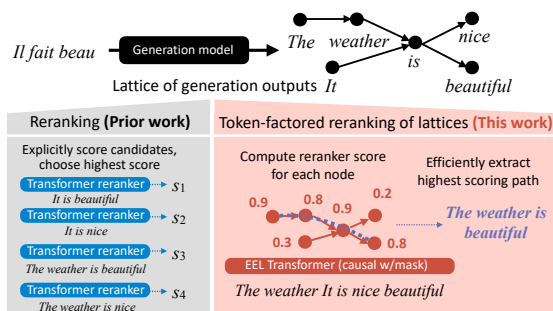 The weather nice
Il fait beau Generation model is
Lattice of generation outputs It beautiful
Reranking (Prior work)
Explicitly score candidates,
choose highest score
Transformer reranker s1
It is beautiful
Transformer reranker s2
It is nice
Transformer reranker s3
The weather is beautiful
Transformer reranker s4
The weather is nice
Token-factored reranking of lattices (This work)
Compute reranker score
for each node
0.9 0.8 0.9 0.2
0.3 0.8
EEL Transformer (causal w/mask)
The weather It is nice beautiful
Efficiently extract
highest scoring path
The weather is
beautiful